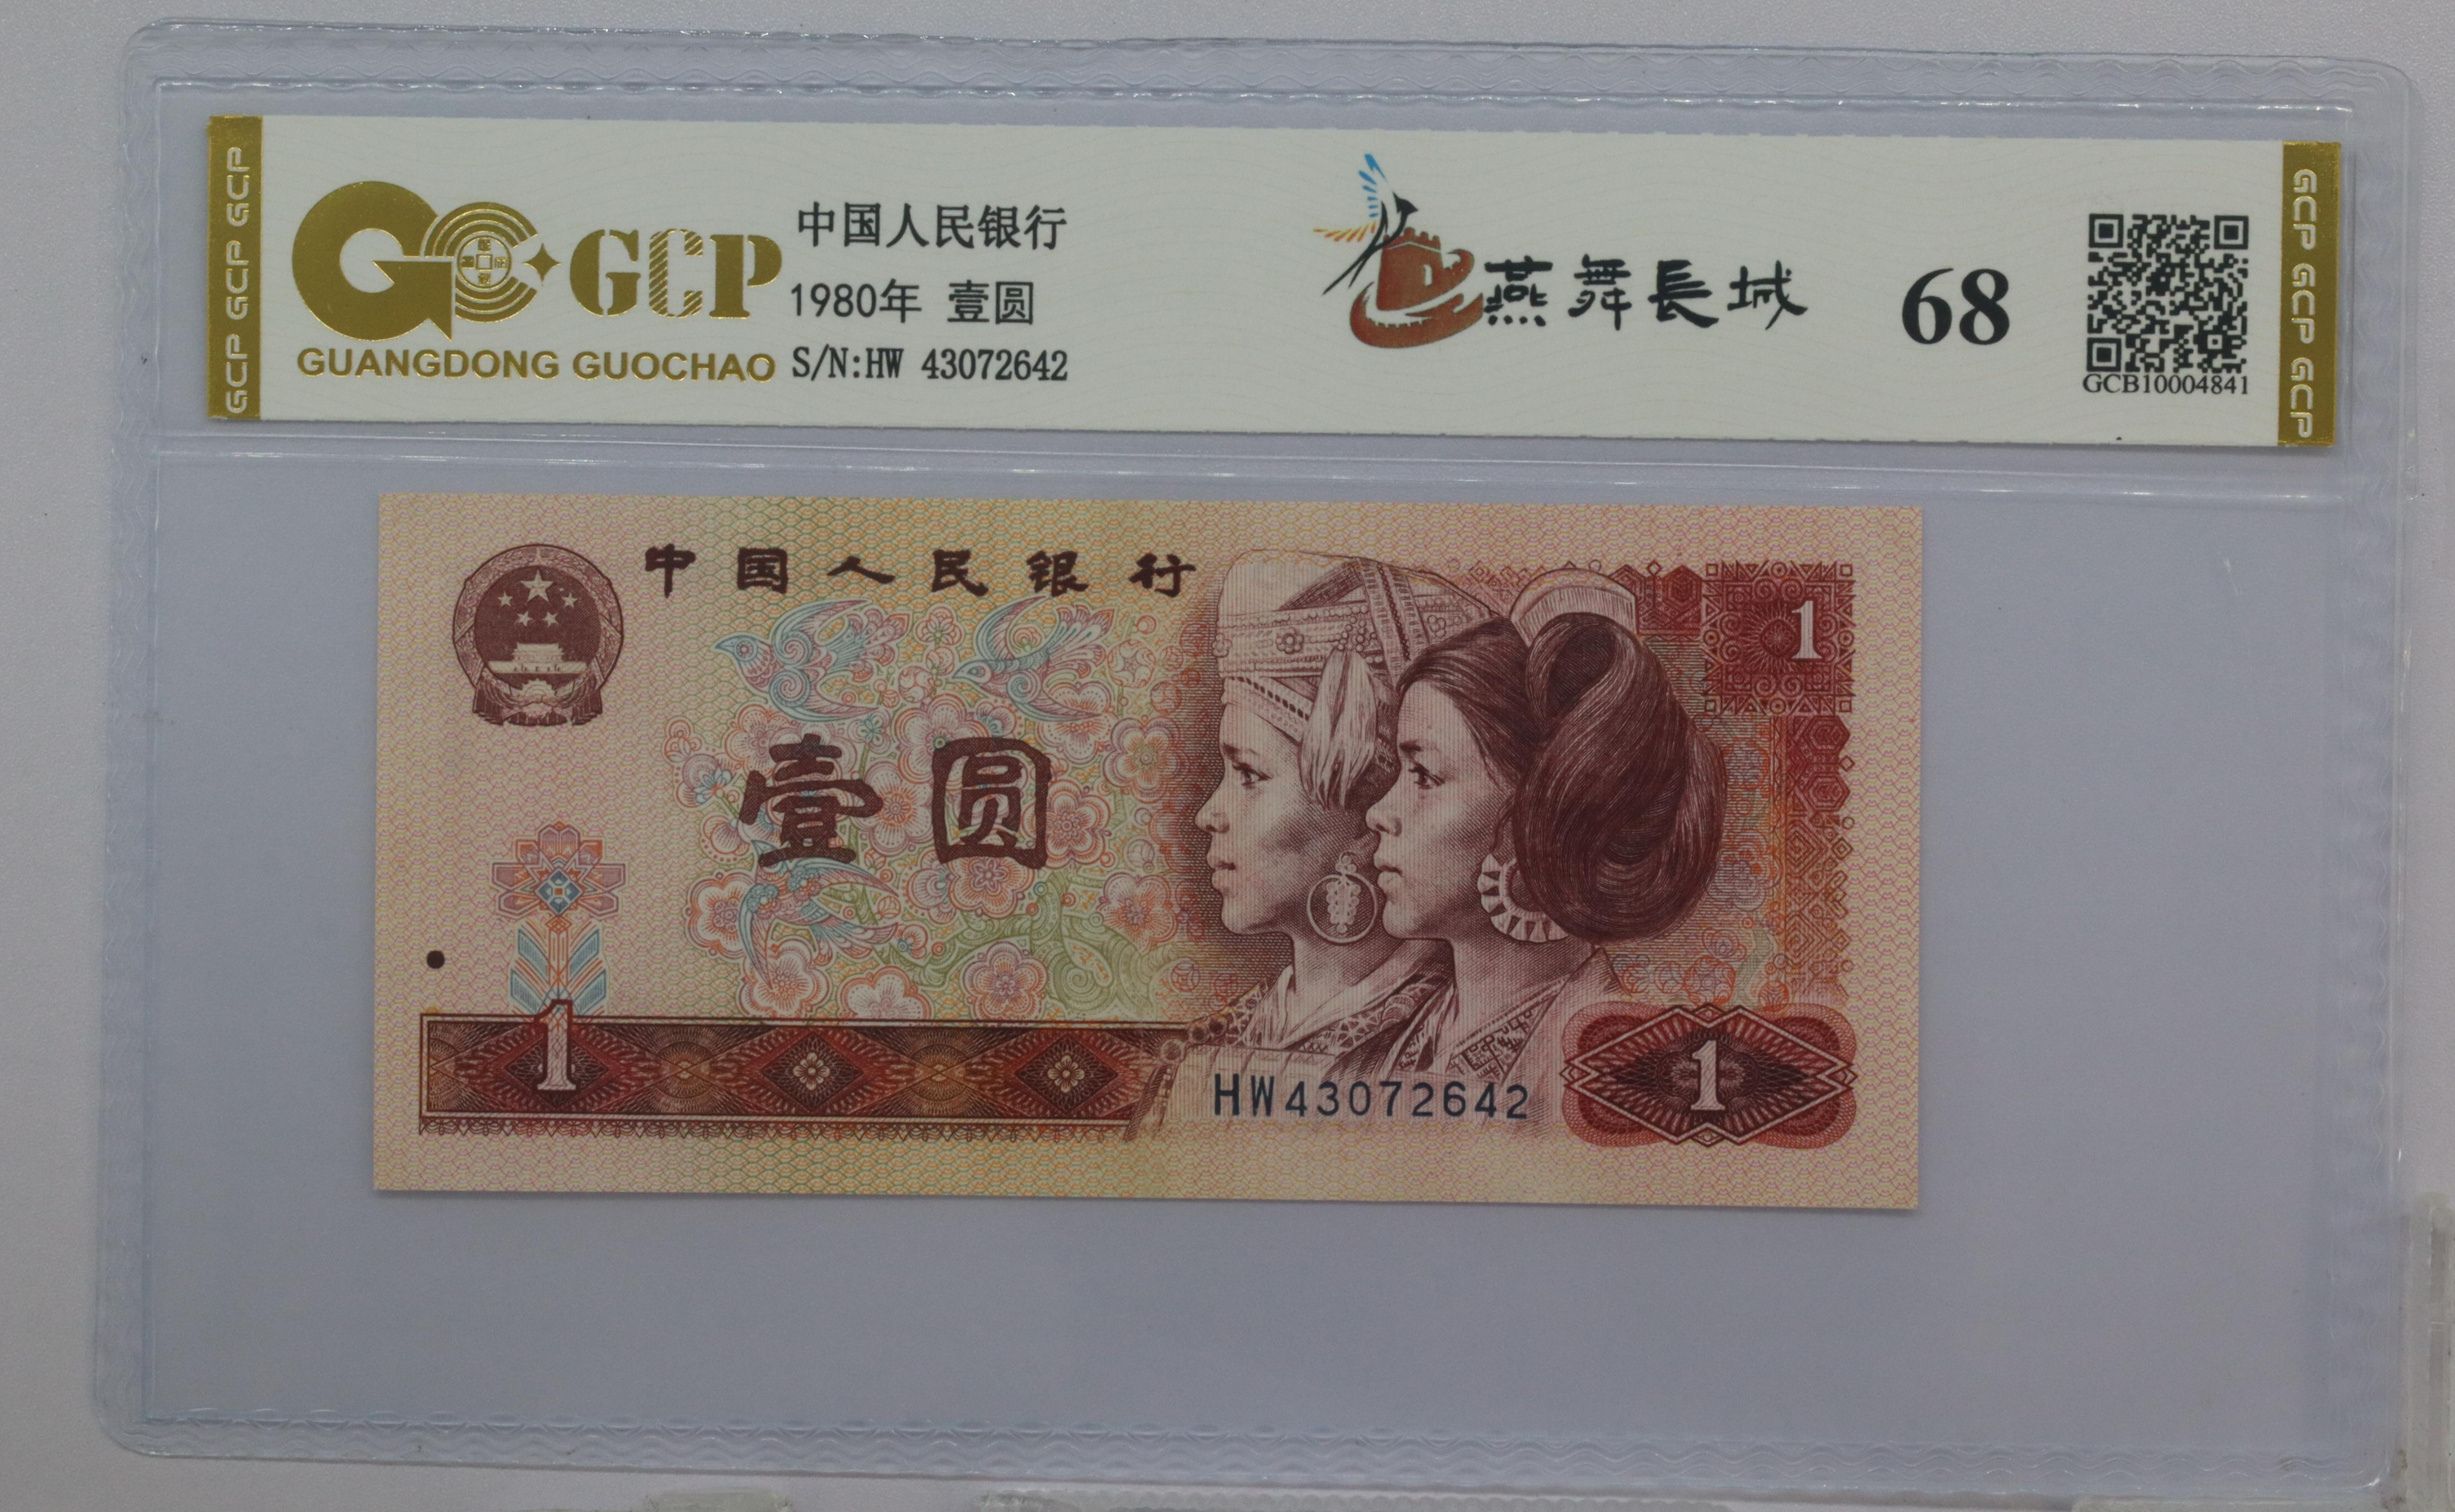 GCP GCP GCP
GCP
GUANGDONG GUOCHAO
中国人民银行
1980年 壹圆
S/N:HW 43072642
燕舞長城
68
GCB10004841
GCP GCP GCP
中国人民银行
1
壹圆
1
HW43072642
1